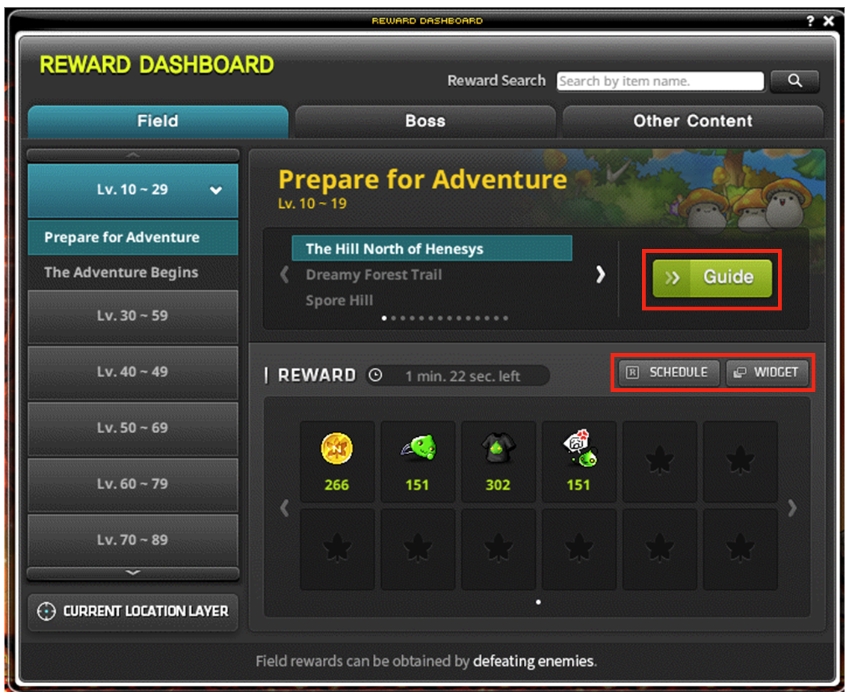 REWARD DASHBOARD
? X
REWARD DASHBOARD
Reward Search
Search by item name.
Field
Boss
Other Content
Lv. 10 ~ 29
Prepare for Adventure
The Adventure Begins
Lv. 30 ~ 59
Lv. 40 ~ 49
Lv. 50 ~ 69
Lv. 60 ~ 79
Lv. 70 ~ 89
CURRENT LOCATION LAYER
Prepare for Adventure
Lv. 10 ~ 19
The Hill North of Henesys
Dreamy Forest Trail
Spore Hill
Guide
REWARD
1 min. 22 sec. left
R SCHEDULE
WIDGET
266
151
302
151
Field rewards can be obtained by defeating enemies.